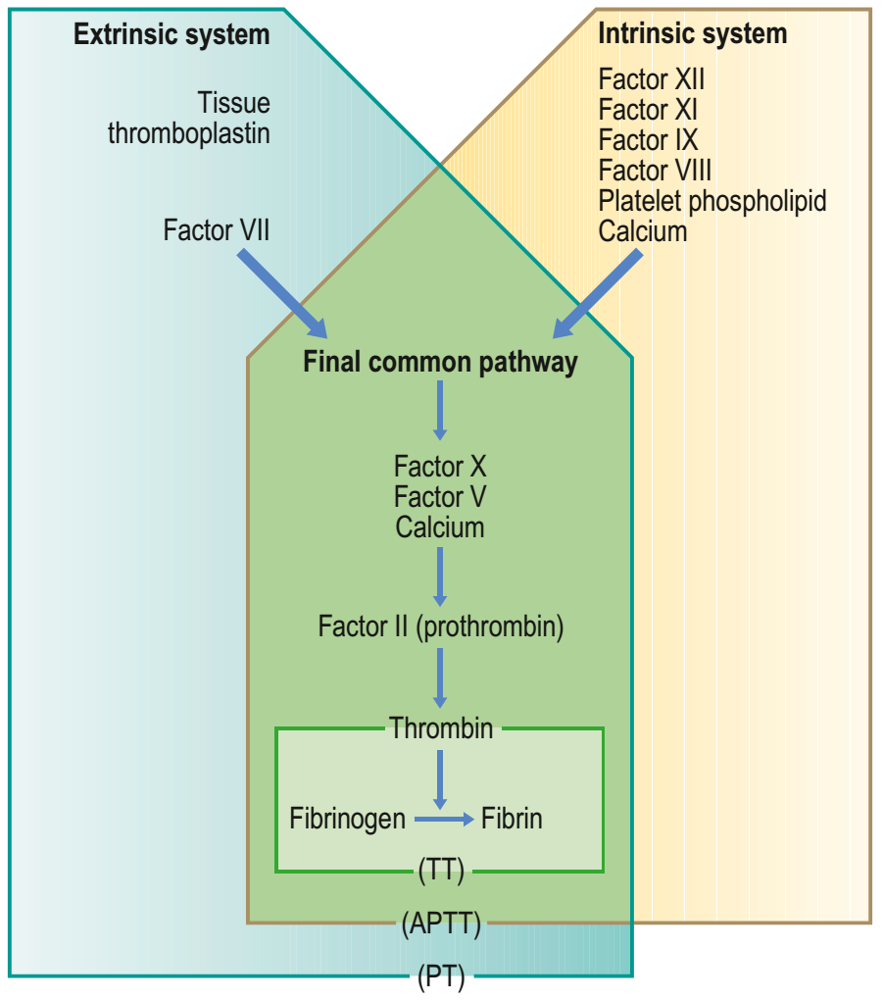 Extrinsic system
Tissue
thromboplastin
Factor VII
Intrinsic system
Factor XII
Factor XI
Factor IX
Factor VIII
Platelet phospholipid
Calcium
Final common pathway
Factor X
Factor V
Calcium
Factor II (prothrombin)
Thrombin
Fibrinogen Fibrin
(TT)
(APTT)
(PT)